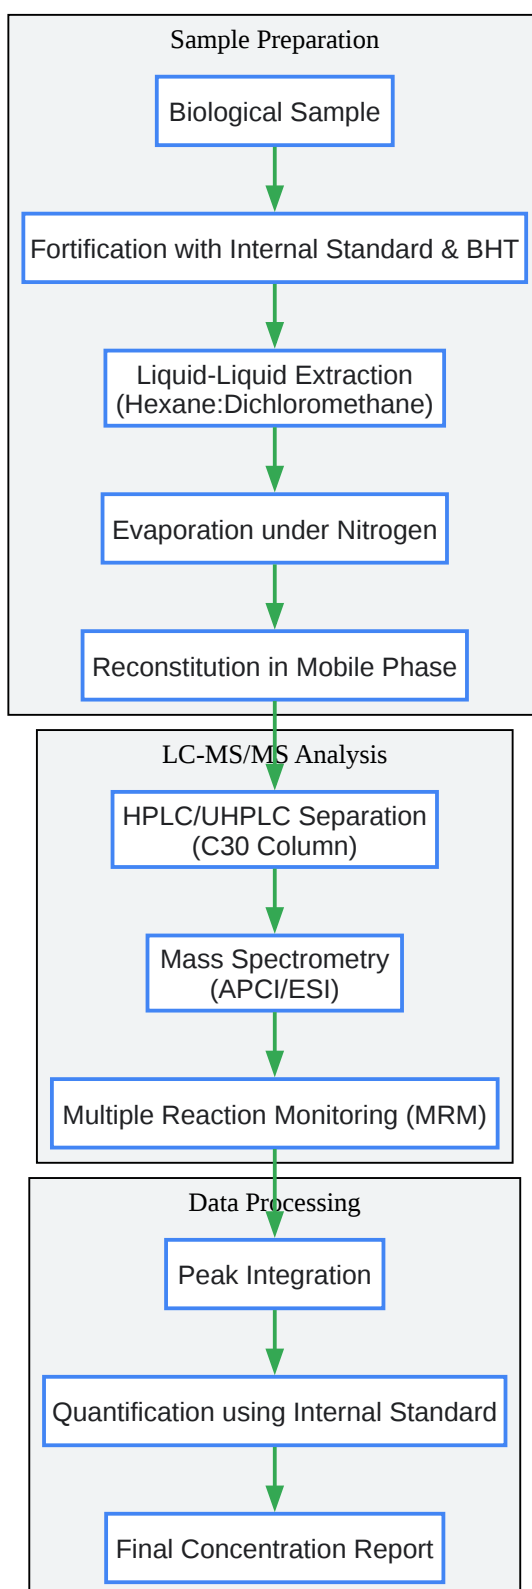 Sample Preparation
Biological Sample
Fortification with Internal Standard & BHT
Liquid-Liquid Extraction
(Hexane:Dichloromethane)
Evaporation under Nitrogen
Reconstitution in Mobile Phase
LC-MS/MS Analysis
HPLC/UHPLC Separation
(C30 Column)
Mass Spectrometry
(APCI/ESI)
Multiple Reaction Monitoring (MRM)
Data Processing
Peak Integration
Quantification using Internal Standard
Final Concentration Report